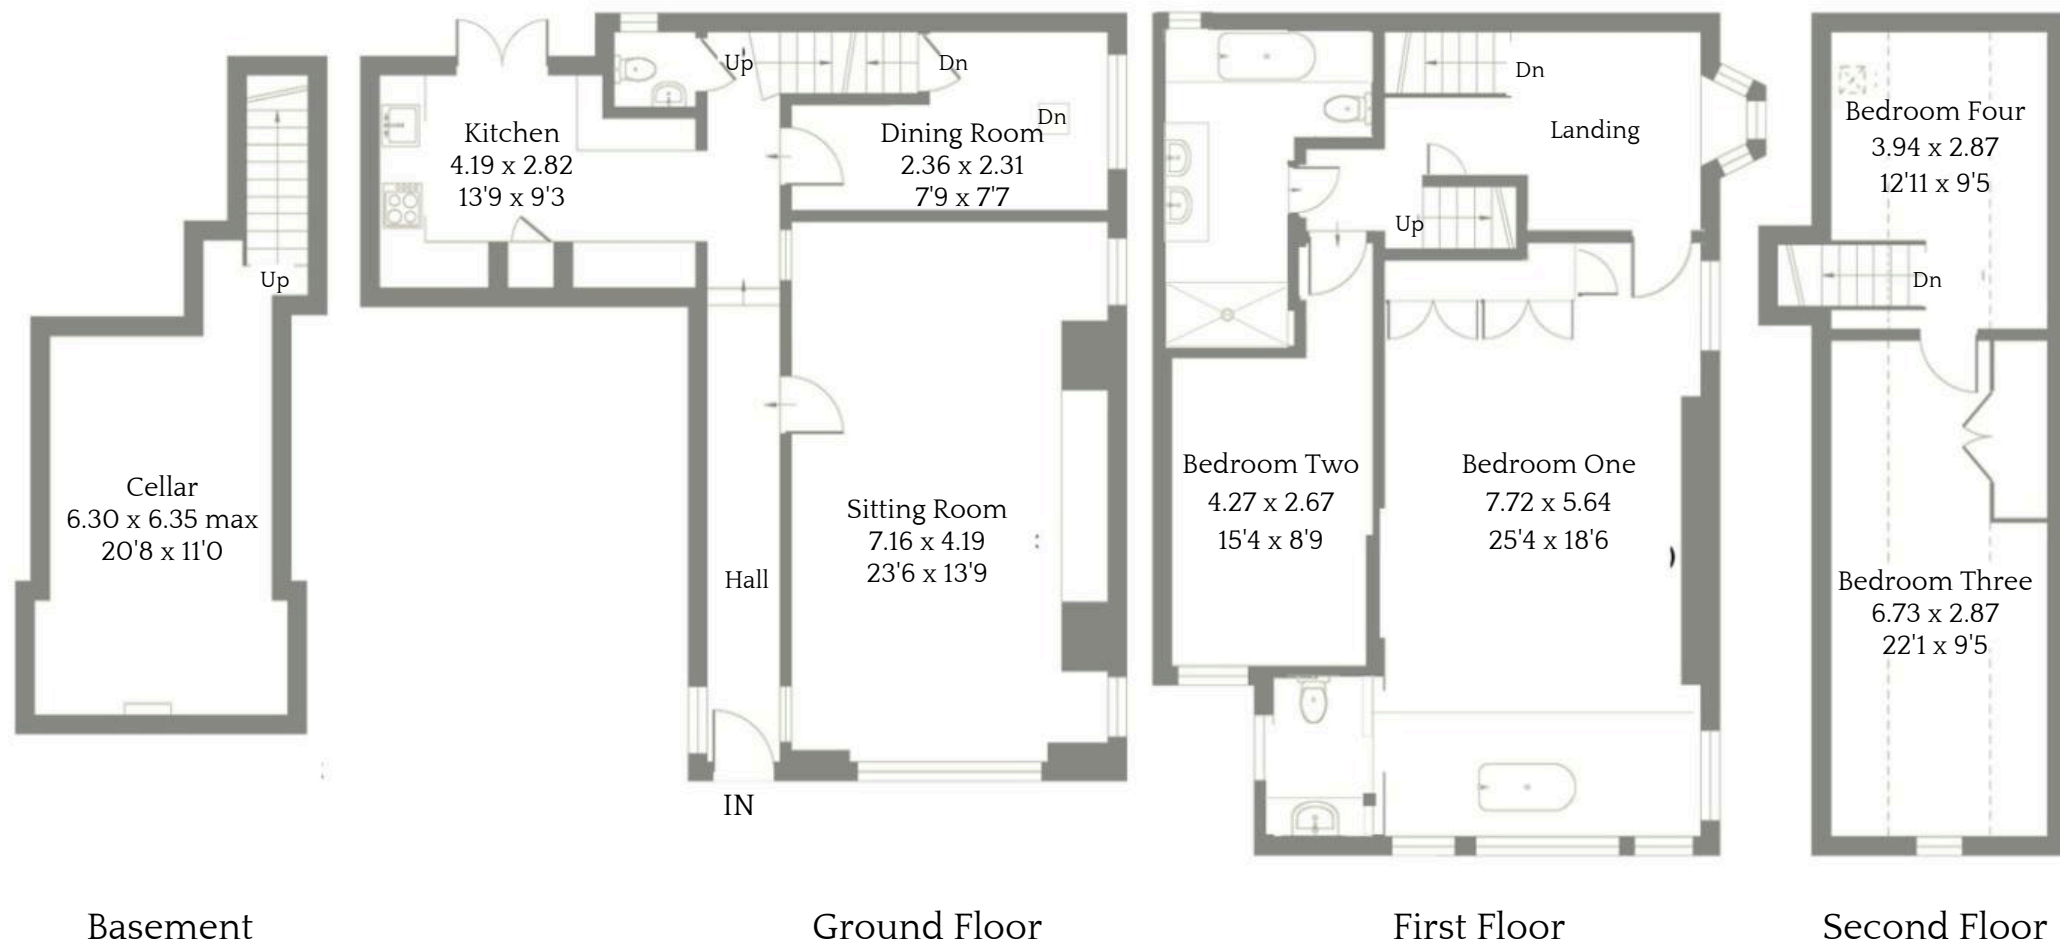 Up
Cellar
6.30 x 6.35 max
20'8 x 11'0
Basement
Kitchen
4.19 x 2.82
13'9 x 9'3
Up
Dn
Dining Room
2.36 x 2.31
7'9 x 7'7
Dn
Sitting Room
7.16 x 4.19
23'6 x 13'9
Hall
IN
Ground Floor
Dn
Landing
Up
Bedroom Two
4.27 x 2.67
15'4 x 8'9
Bedroom One
7.72 x 5.64
25'4 x 18'6
First Floor
Bedroom Four
3.94 x 2.87
12'11 x 9'5
Dn
Bedroom Three
6.73 x 2.87
22'1 x 9'5
Second Floor